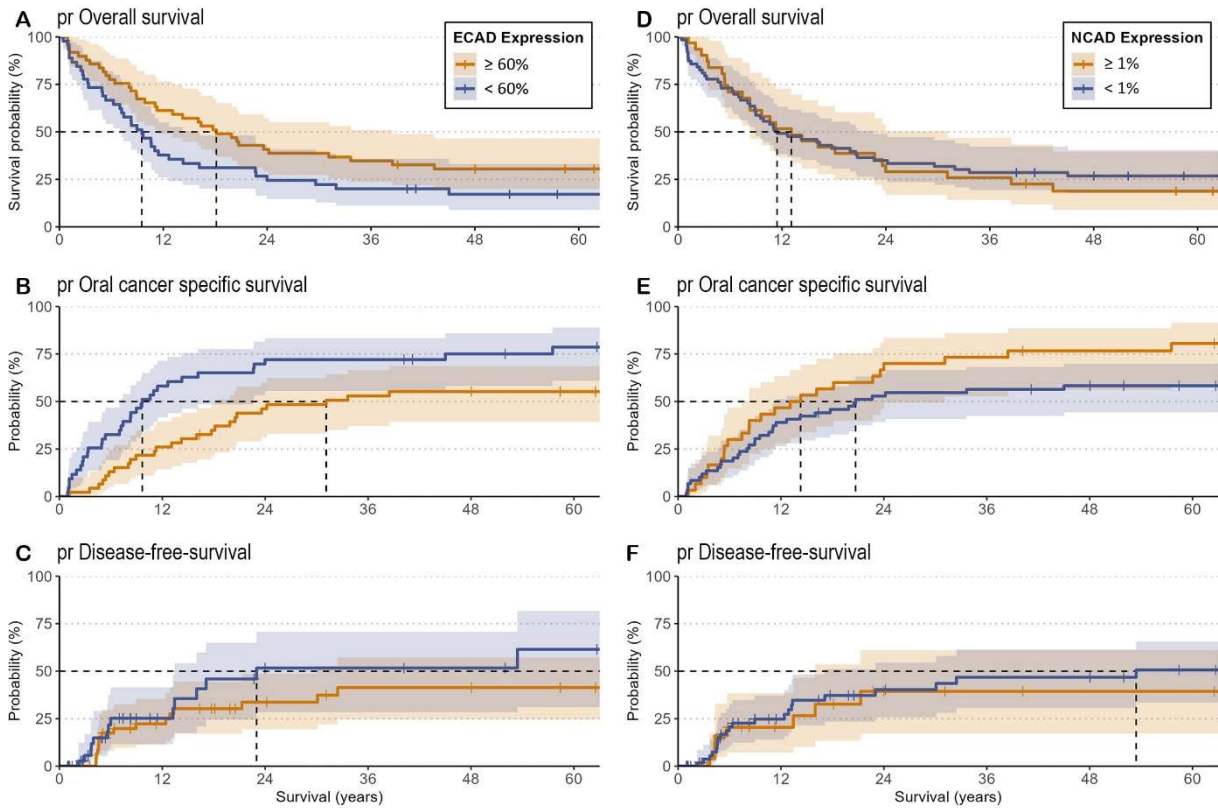 A pr Overall survival
Survival probability (%)
100
75
50
25
0
0 12 24 36 48 60
ECAD Expression
≥ 60%
< 60%
B pr Oral cancer specific survival
Probability (%)
100
75
50
25
0
0 12 24 36 48 60
C pr Disease-free-survival
Probability (%)
100
75
50
25
0
0 12 24 36 48 60
Survival (years)
D pr Overall survival
Survival probability (%)
100
75
50
25
0
0 12 24 36 48 60
NCAD Expression
≥ 1%
< 1%
E pr Oral cancer specific survival
Probability (%)
100
75
50
25
0
0 12 24 36 48 60
F pr Disease-free-survival
Probability (%)
100
75
50
25
0
0 12 24 36 48 60
Survival (years)